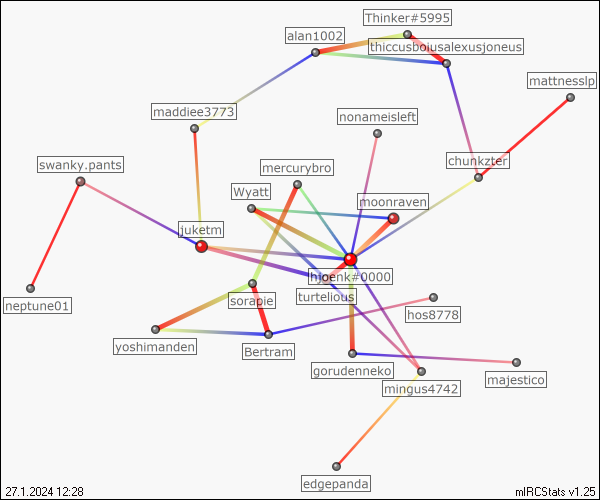 Thinker#5995
alan1002
thiccusboiusalexusjoneus
mattnesslp
maddiee3773
nonameisleft
chunkzter
swanky.pants
mercurybro
Wyatt
moonraven
juketm
hjoenk#0000
turtelious
sorapie
neptune01
hos8778
yoshimanden
Bertram
gorudenneko
majestico
mingus4742
edgepanda
27.1.2024 12:28
mIRCStats v1.25